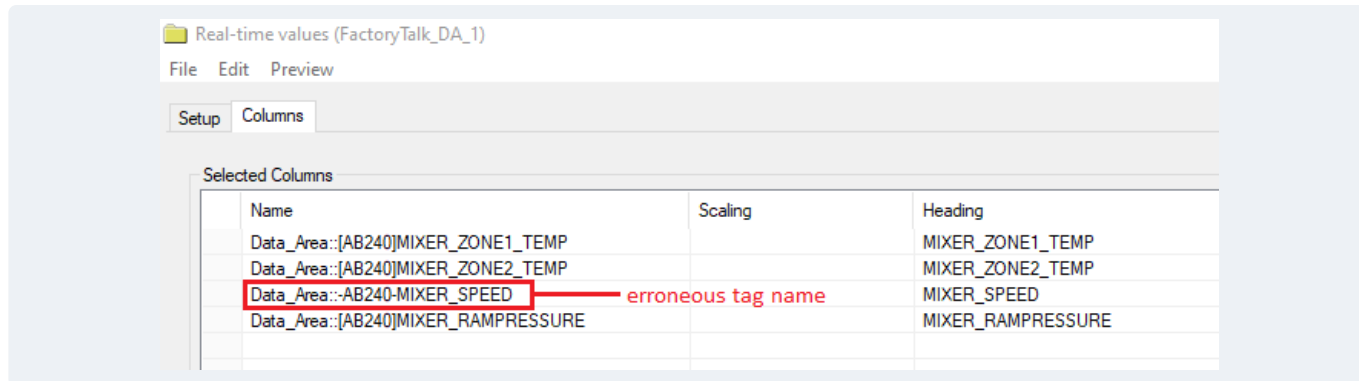 Real-time values (FactoryTalk_DA_1)
File Edit Preview
Setup Columns
Selected Columns
Name Scaling Heading
Data_Area::[AB240]MIXER_ZONE1_TEMP MIXER_ZONE1_TEMP
Data_Area::[AB240]MIXER_ZONE2_TEMP MIXER_ZONE2_TEMP
Data_Area::-AB240-MIXER_SPEED erroneous tag name MIXER_SPEED
Data_Area::[AB240]MIXER_RAMPRESSURE MIXER_RAMPRESSURE